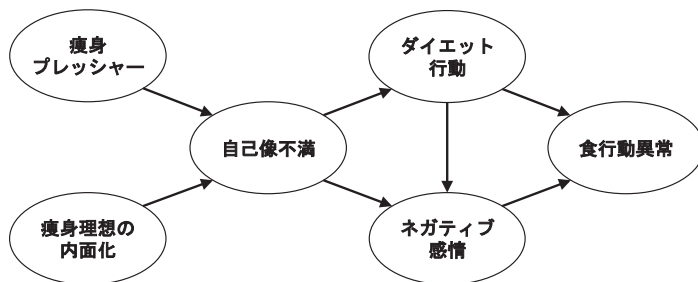 痩身
プレッシャー
ダイエット
行動
自己像不満
食行動異常
痩身理想の
内面化
ネガティブ
感情